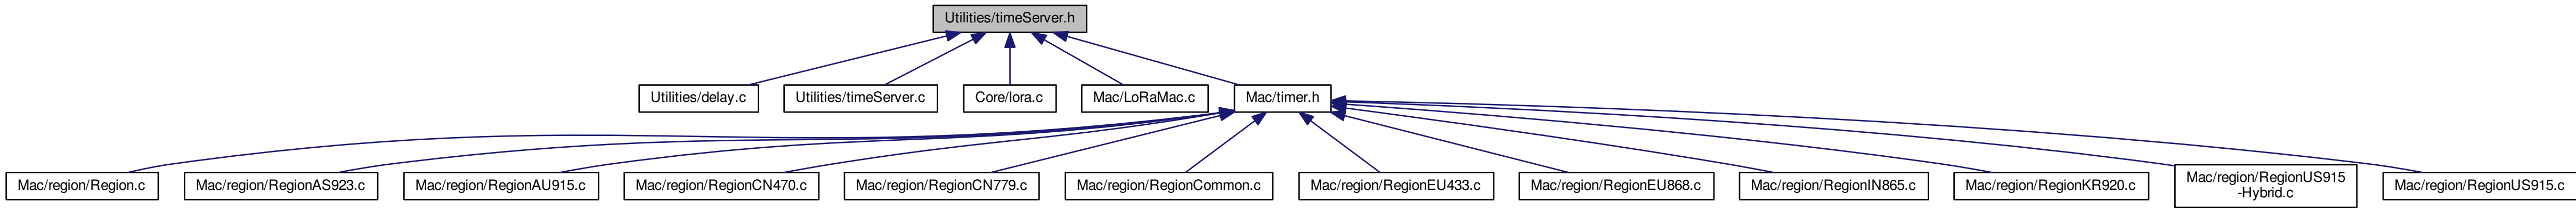 Utilities/timeServer.h
Utilities/delay.c
Utilities/timeServer.c
Core/lora.c
Mac/LoRaMac.c
Mac/timer.h
Mac/region/Region.c
Mac/region/RegionAS923.c
Mac/region/RegionAU915.c
Mac/region/RegionCN470.c
Mac/region/RegionCN779.c
Mac/region/RegionCommon.c
Mac/region/RegionEU433.c
Mac/region/RegionEU868.c
Mac/region/RegionIN865.c
Mac/region/RegionKR920.c
Mac/region/RegionUS915
-Hybrid.c
Mac/region/RegionUS915.c